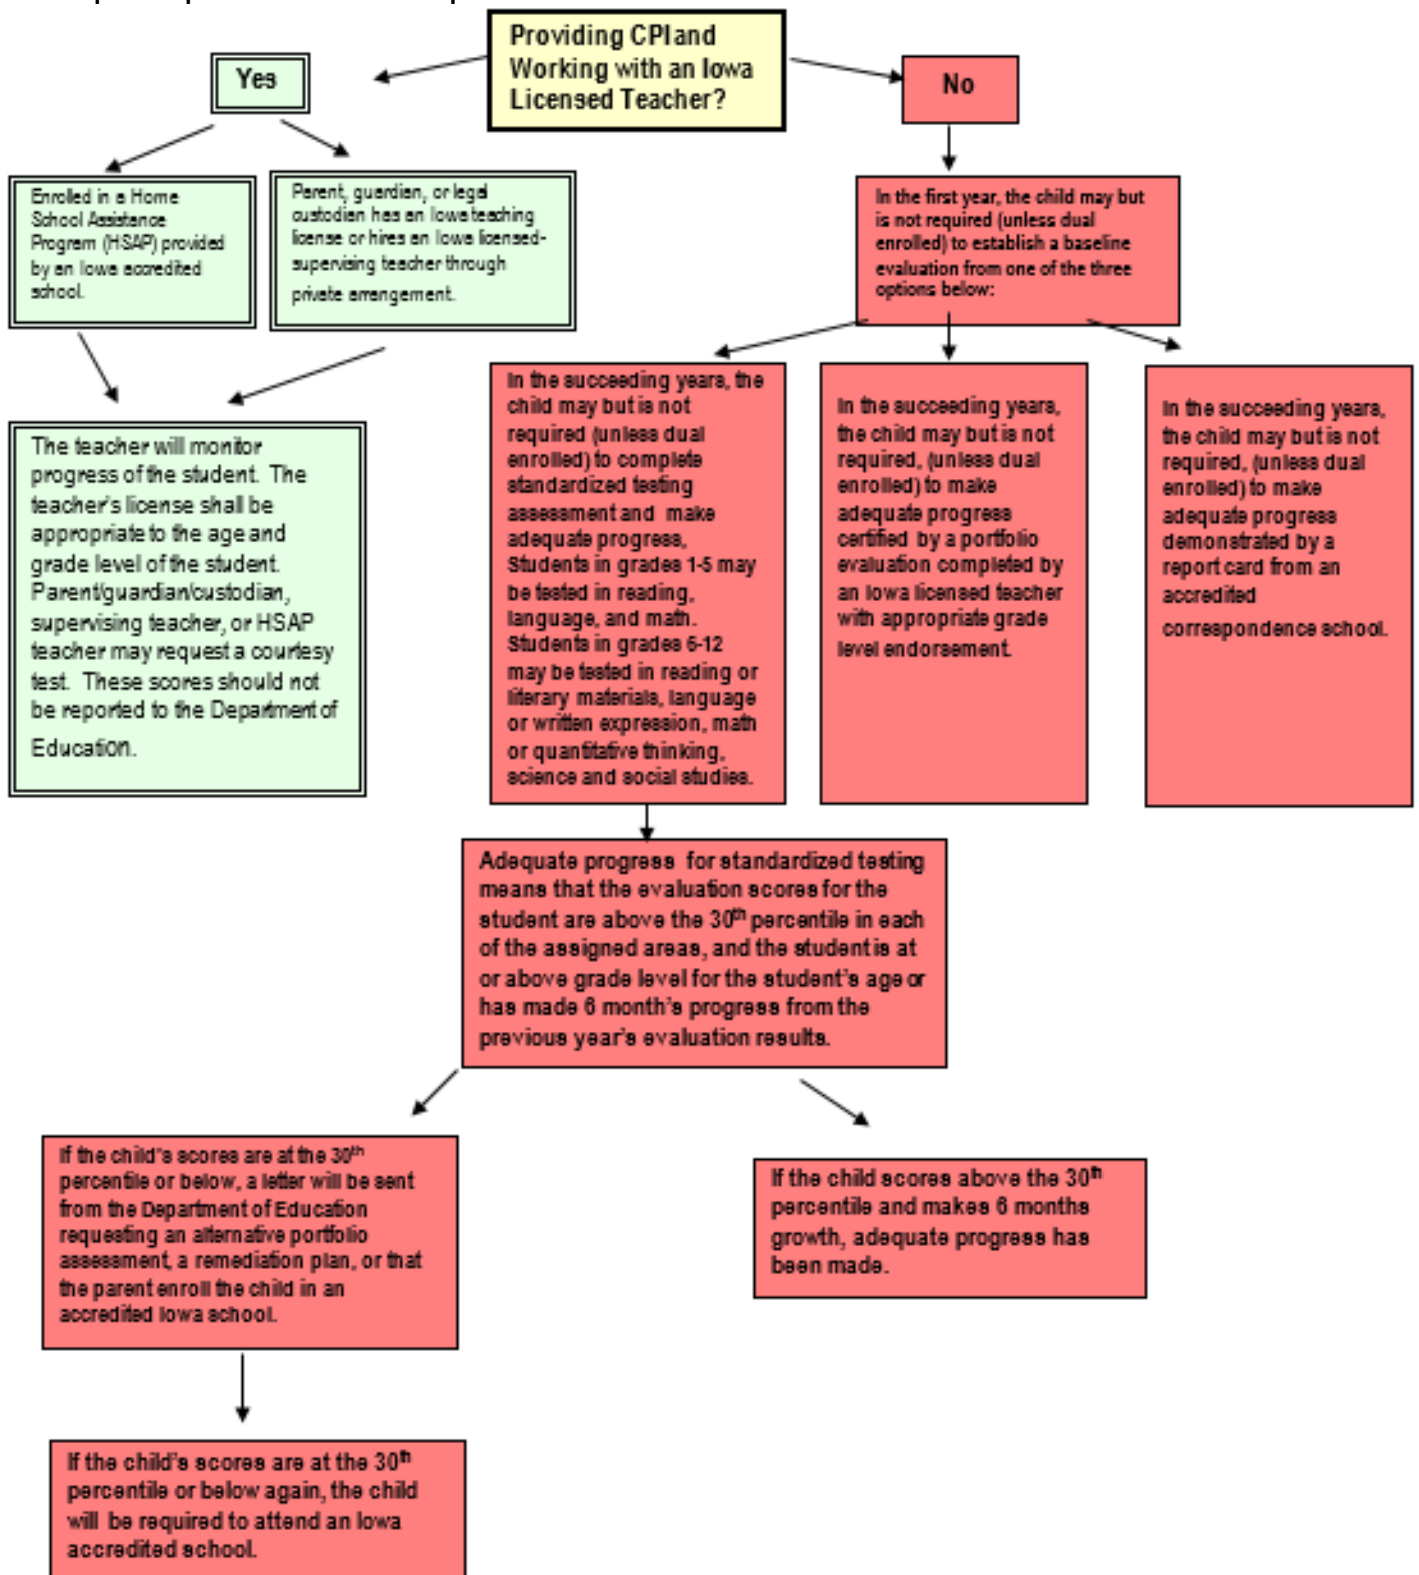 Providing CPI and
Working with an Iowa
Licensed Teacher?
Yes
No
Enrolled in a Home
School Assistance
Program (HSAP) provided
by an Iowa accredited
school.
Parent, guardian, or legal
custodian has an Iowa teaching
license or hires an Iowa licensed-
supervising teacher through
private arrangement.
In the first year, the child may but
is not required (unless dual
enrolled) to establish a baseline
evaluation from one of the three
options below:
The teacher will monitor
progress of the student. The
teacher's license shall be
appropriate to the age and
grade level of the student.
Parent/guardian/custodian,
supervising teacher, or HSAP
teacher may request a courtesy
test. These scores should not
be reported to the Department of
Education.
In the succeeding years, the
child may but is not
required (unless dual
enrolled) to complete
standardized testing
assessment and make
adequate progress,
Students in grades 1-5 may
be tested in reading,
language, and math.
Students in grades 6-12
may be tested in reading or
literary materials, language
or written expression, math
or quantitative thinking,
science and social studies.
In the succeeding years,
the child may but is not
required, (unless dual
enrolled) to make
adequate progress
certified by a portfolio
evaluation completed by
an Iowa licensed teacher
with appropriate grade
level endorsement.
In the succeeding years,
the child may but is not
required, (unless dual
enrolled) to make
adequate progress
demonstrated by a
report card from an
accredited
correspondence school.
Adequate progress for standardized testing
means that the evaluation scores for the
student are above the 30th percentile in each
of the assigned areas, and the student is at
or above grade level for the student's age or
has made 6 month's progress from the
previous year's evaluation results.
If the child's scores are at the 30th
percentile or below, a letter will be sent
from the Department of Education
requesting an alternative portfolio
assessment, a remediation plan, or that
the parent enroll the child in an
accredited Iowa school.
If the child scores above the 30th
percentile and makes 6 months
growth, adequate progress has
been made.
If the child's scores are at the 30th
percentile or below again, the child
will be required to attend an Iowa
accredited school.